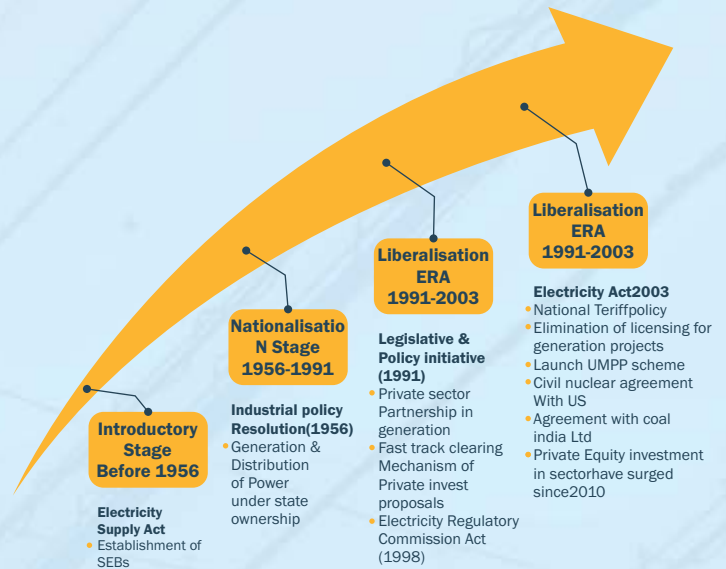 Introductory
Stage
Before 1956
Electricity
Supply Act
• Establishment of
SEBs
Nationalisatio
N Stage
1956-1991
Industrial policy
Resolution(1956)
• Generation &
Distribution
of Power
under state
ownership
Liberalisation
ERA
1991-2003
Legislative &
Policy initiative
(1991)
• Private sector
Partnership in
generation
• Fast track clearing
Mechanism of
Private invest
proposals
• Electricity Regulatory
Commission Act
(1998)
Liberalisation
ERA
1991-2003
Electricity Act2003
• National Teriffpolicy
• Elimination of licensing for
generation projects
• Launch UMPP scheme
• Civil nuclear agreement
With US
• Agreement with coal
india Ltd
• Private Equity investment
in sectorhave surged
since2010